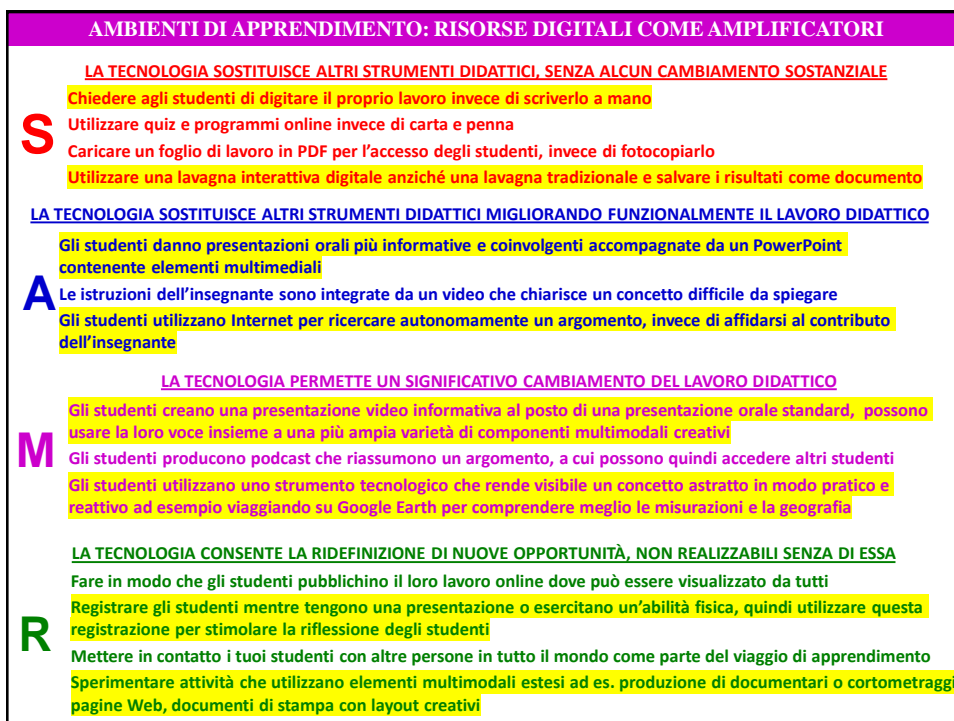 AMBIENTI DI APPRENDIMENTO: RISORSE DIGITALI COME AMPLIFICATORI
LA TECNOLOGIA SOSTITUISCE ALTRI STRUMENTI DIDATTICI, SENZA ALCUN CAMBIAMENTO SOSTANZIALE
S
Chiedere agli studenti di digitare il proprio lavoro invece di scriverlo a mano
Utilizzare quiz e programmi online invece di carta e penna
Caricare un foglio di lavoro in PDF per l'accesso degli studenti, invece di fotocopiarlo
Utilizzare una lavagna interattiva digitale anziché una lavagna tradizionale e salvare i risultati come documento
LA TECNOLOGIA SOSTITUISCE ALTRI STRUMENTI DIDATTICI MIGLIORANDO FUNZIONALMENTE IL LAVORO DIDATTICO
A
Gli studenti danno presentazioni orali più informative e coinvolgenti accompagnate da un PowerPoint
contenente elementi multimediali
Le istruzioni dell'insegnante sono integrate da un video che chiarisce un concetto difficile da spiegare
Gli studenti utilizzano Internet per ricercare autonomamente un argomento, invece di affidarsi al contributo
dell'insegnante
LA TECNOLOGIA PERMETTE UN SIGNIFICATIVO CAMBIAMENTO DEL LAVORO DIDATTICO
M
Gli studenti creano una presentazione video informativa al posto di una presentazione orale standard, possono
usare la loro voce insieme a una più ampia varietà di componenti multimodali creativi
Gli studenti producono podcast che riassumono un argomento, a cui possono quindi accedere altri studenti
Gli studenti utilizzano uno strumento tecnologico che rende visibile un concetto astratto in modo pratico e
reattivo ad esempio viaggiando su Google Earth per comprendere meglio le misurazioni e la geografia
LA TECNOLOGIA CONSENTE LA RIDEFINIZIONE DI NUOVE OPPORTUNITÀ, NON REALIZZABILI SENZA DI ESSA
R
Fare in modo che gli studenti pubblichino il loro lavoro online dove può essere visualizzato da tutti
Registrare gli studenti mentre tengono una presentazione o esercitano un'abilità fisica, quindi utilizzare questa
registrazione per stimolare la riflessione degli studenti
Mettere in contatto i tuoi studenti con altre persone in tutto il mondo come parte del viaggio di apprendimento
Sperimentare attività che utilizzano elementi multimodali estesi ad es. produzione di documentari o cortometraggi
pagine Web, documenti di stampa con layout creativi